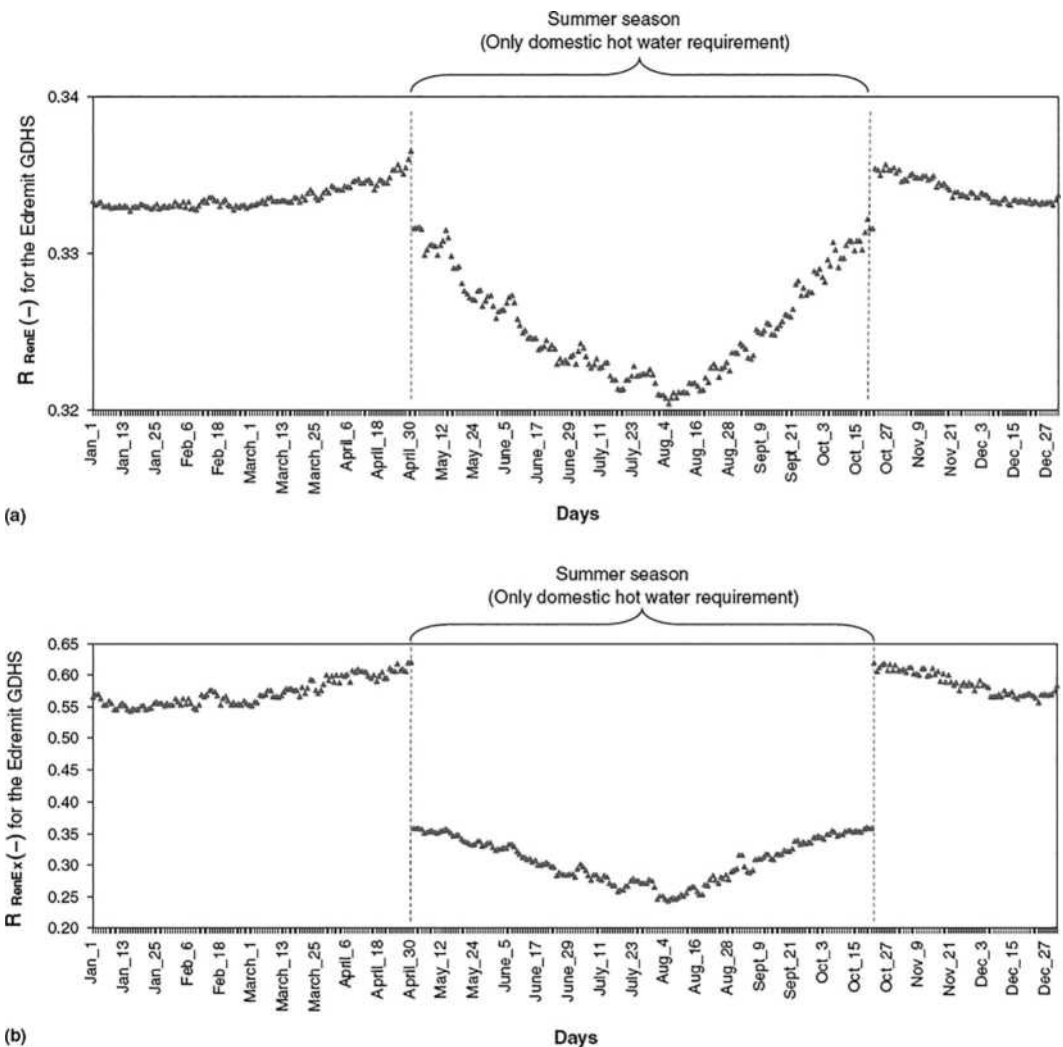 Summer season
(Only domestic hot water requirement)
0.34
0.33
0.32
R RenE (–) for the Edremit GDHS
Jan_1
Jan_13
Jan_25
Feb_6
Feb_18
March_1
March_13
March_25
April_6
April_18
April_30
May_12
May_24
June_5
June_17
June_29
July_11
July_23
Aug_4
Aug_16
Aug_28
Sept_9
Sept_21
Oct_3
Oct_15
Oct_27
Nov_9
Nov_21
Dec_3
Dec_15
Dec_27
(a)
Days
Summer season
(Only domestic hot water requirement)
0.65
0.60
0.55
0.50
0.45
0.40
0.35
0.30
0.25
0.20
R RenEx (–) for the Edremit GDHS
Jan_1
Jan_13
Jan_25
Feb_6
Feb_18
March_1
March_13
March_25
April_6
April_18
April_30
May_12
May_24
June_5
June_17
June_29
July_11
July_23
Aug_4
Aug_16
Aug_28
Sept_9
Sept_21
Oct_3
Oct_15
Oct_27
Nov_9
Nov_21
Dec_3
Dec_15
Dec_27
(b)
Days